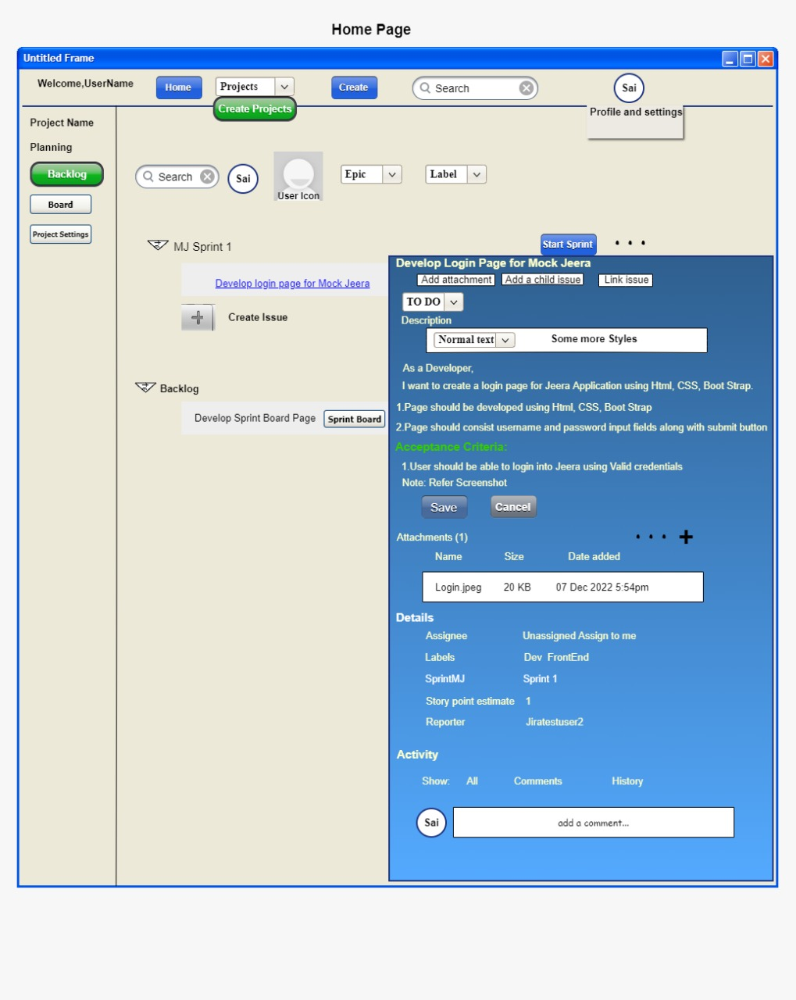 Home Page
Untitled Frame
Welcome,UserName
Home
Projects
Create
Search
Sai
Create Projects
Profile and settings
Project Name
Planning
Backlog
Board
Project Settings
Search
Sai
User Icon
Epic
Label
MJ Sprint 1
Start Sprint
Develop login page for Mock Jeera
Create Issue
Backlog
Develop Sprint Board Page
Sprint Board
Develop Login Page for Mock Jeera
Add attachment
Add a child issue
Link issue
TO DO
Description
Normal text
Some more Styles
As a Developer,
I want to create a login page for Jeera Application using Html, CSS, Boot Strap.
1.Page should be developed using Html, CSS, Boot Strap
2.Page should consist username and password input fields along with submit button
Acceptance Criteria:
1.User should be able to login into Jeera using Valid credentials
Note: Refer Screenshot
Save
Cancel
Attachments (1)
Name Size Date added
Login.jpeg 20 KB 07 Dec 2022 5:54pm
Details
Assignee Unassigned Assign to me
Labels Dev FrontEnd
SprintMJ Sprint 1
Story point estimate 1
Reporter Jiratestuser2
Activity
Show: All Comments History
Sai
add a comment...